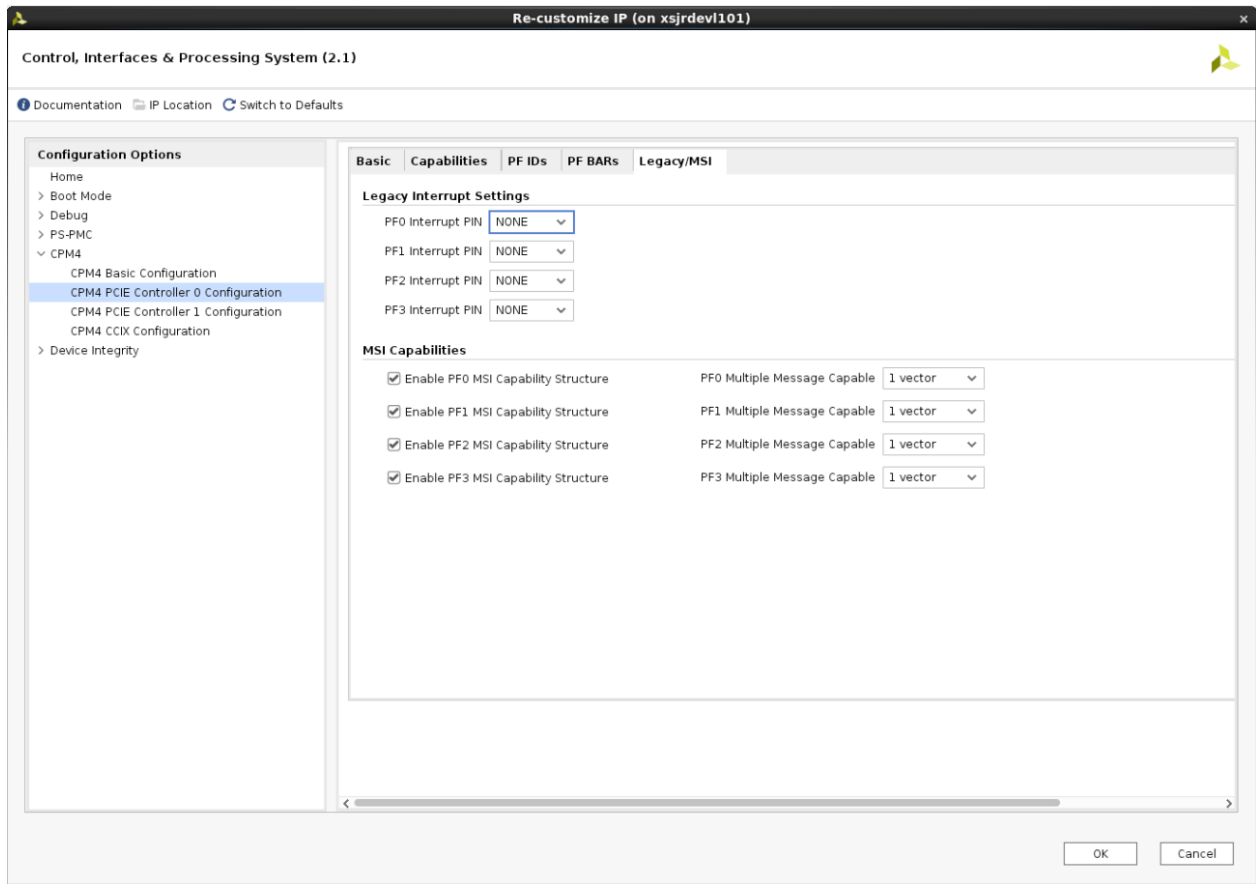 Re-customize IP (on xsjrdevl101)
Control, Interfaces & Processing System (2.1)
Documentation IP Location Switch to Defaults
Configuration Options
Home
Boot Mode
Debug
PS-PMC
CPM4
CPM4 Basic Configuration
CPM4 PCIE Controller 0 Configuration
CPM4 PCIE Controller 1 Configuration
CPM4 CCIX Configuration
Device Integrity
Basic Capabilities PF IDs PF BARs Legacy/MSI
Legacy Interrupt Settings
PF0 Interrupt PIN NONE
PF1 Interrupt PIN NONE
PF2 Interrupt PIN NONE
PF3 Interrupt PIN NONE
MSI Capabilities
Enable PF0 MSI Capability Structure PF0 Multiple Message Capable 1 vector
Enable PF1 MSI Capability Structure PF1 Multiple Message Capable 1 vector
Enable PF2 MSI Capability Structure PF2 Multiple Message Capable 1 vector
Enable PF3 MSI Capability Structure PF3 Multiple Message Capable 1 vector
OK Cancel